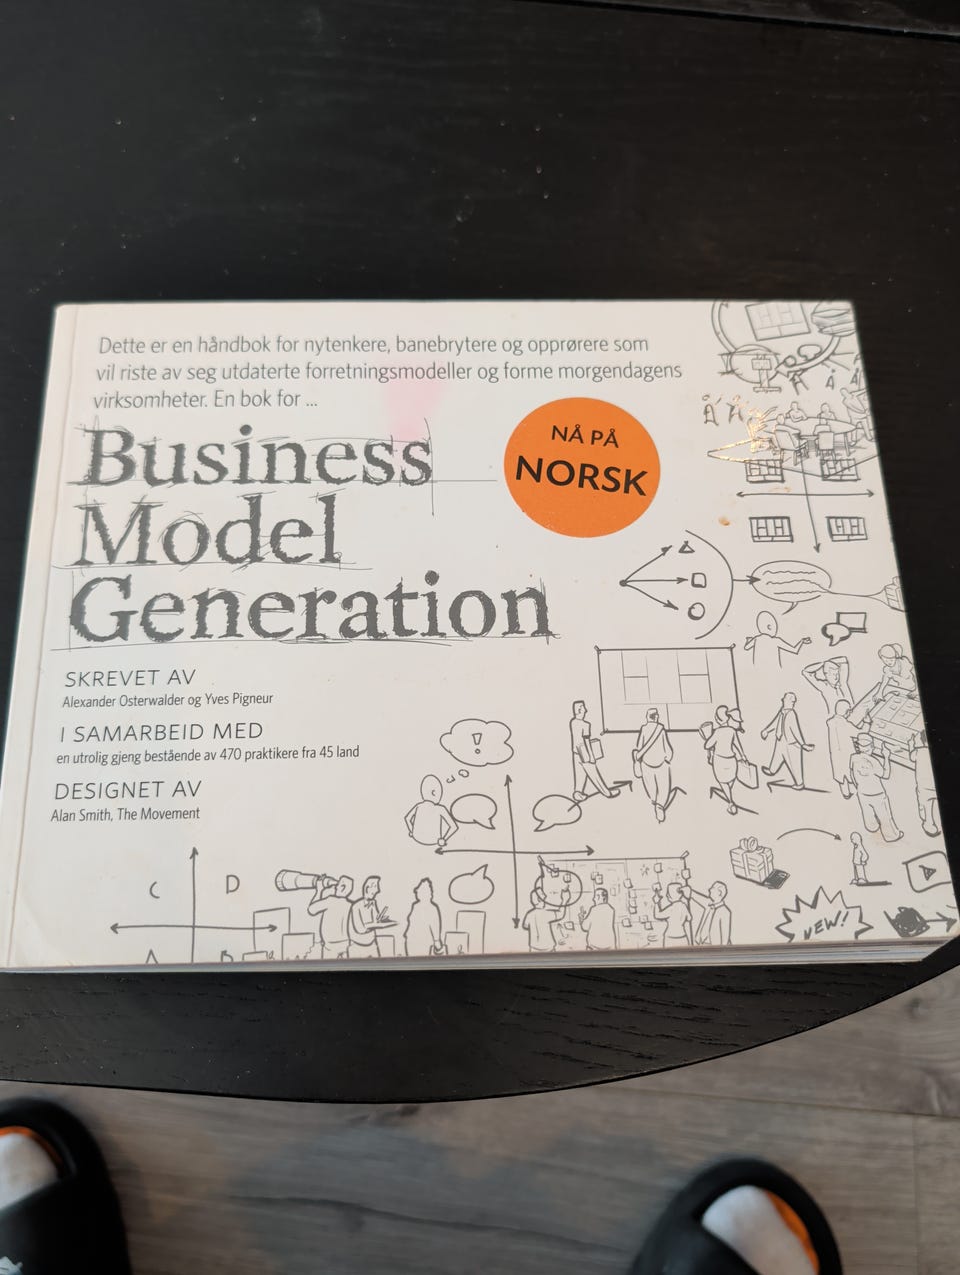 Dette er en håndbok for nytenkere, banebrytere og opprørere som
vil riste av seg utdaterte forretningsmodeller og forme morgendagens
virksomheter. En bok for ...
Business
Model
Generation
NÅ PÅ
NORSK
SKREVET AV
Alexander Osterwalder og Yves Pigneur
I SAMARBEID MED
en utrolig gjeng bestående av 470 praktikere fra 45 land
DESIGNET AV
Alan Smith, The Movement
C D
A B
NEW!